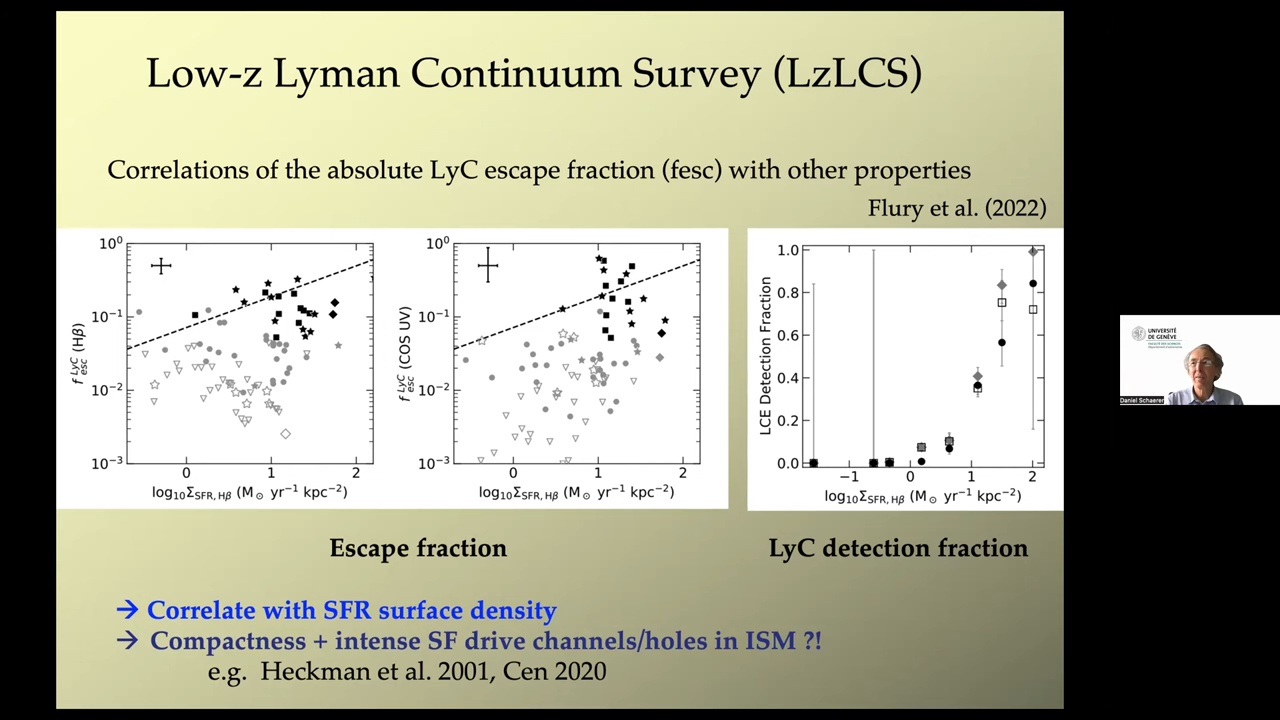 Low-z Lyman Continuum Survey (LzLCS)
Correlations of the absolute LyC escape fraction (fesc) with other properties
Flury et al. (2022)
10⁰
10⁻¹
10⁻²
10⁻³
f_esc^LyC (Hβ)
0 1 2
log₁₀Σ_SFR, Hβ (M⊙ yr⁻¹ kpc⁻²)
10⁰
10⁻¹
10⁻²
10⁻³
f_esc^LyC (COS UV)
0 1 2
log₁₀Σ_SFR, Hβ (M⊙ yr⁻¹ kpc⁻²)
1.0
0.8
0.6
0.4
0.2
0.0
LCE Detection Fraction
−1 0 1 2
log₁₀Σ_SFR, Hβ (M⊙ yr⁻¹ kpc⁻²)
Escape fraction
LyC detection fraction
→ Correlate with SFR surface density
→ Compactness + intense SF drive channels/holes in ISM ?!
e.g. Heckman et al. 2001, Cen 2020
UNIVERSITÉ
DE GENÈVE
Daniel Schaerer